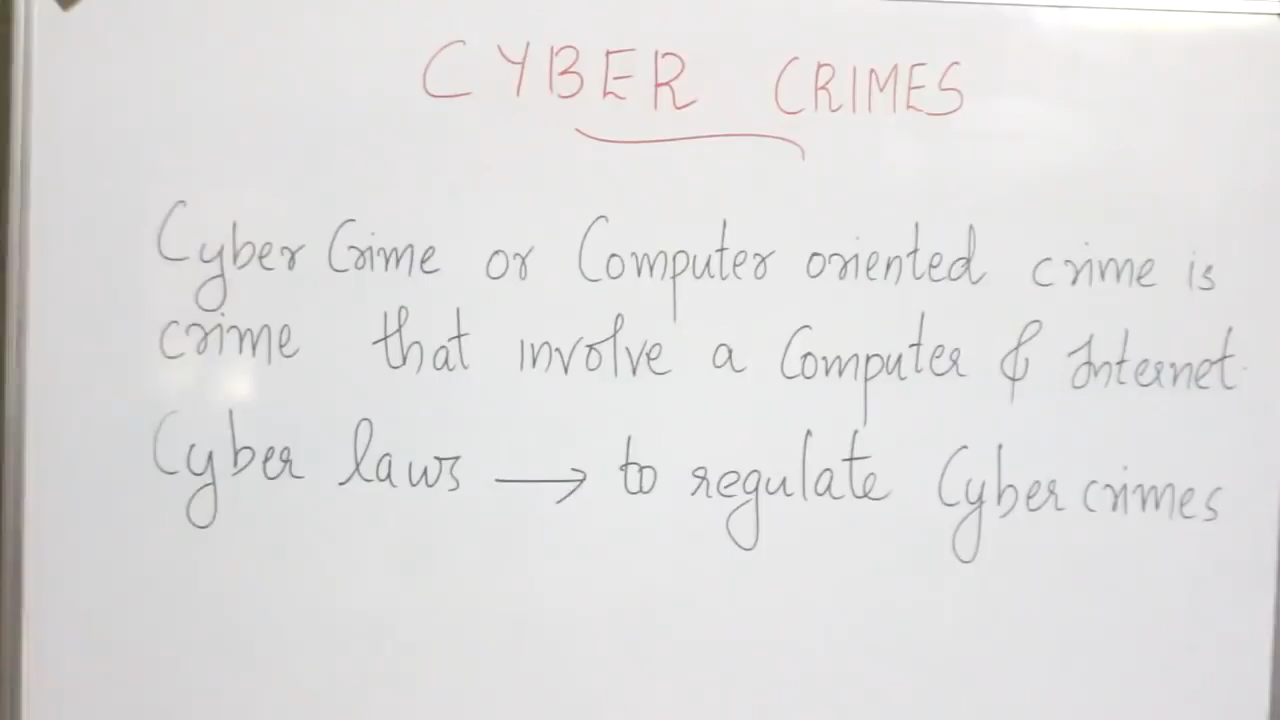 CYBER CRIMES
Cyber Crime or Computer oriented crime is
crime that involve a Computer & Internet.
Cyber laws → to regulate Cyber crimes